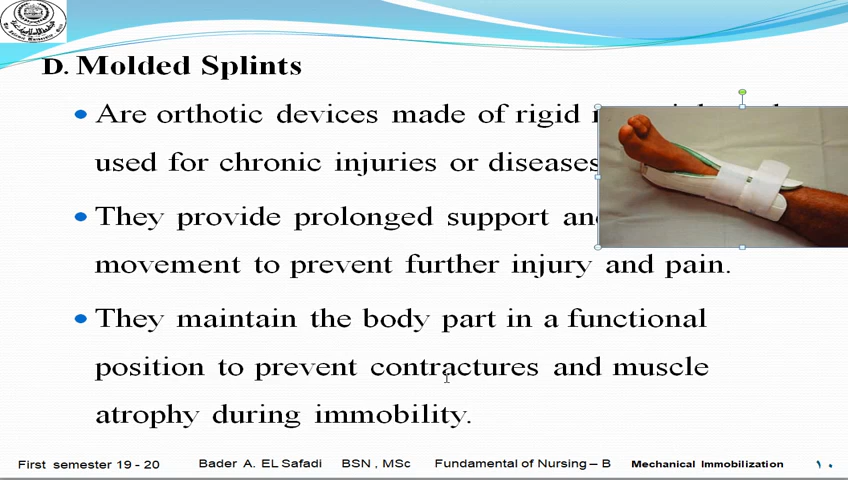 D. Molded Splints
• Are orthotic devices made of rigid
used for chronic injuries or diseases
• They provide prolonged support and
movement to prevent further injury and pain.
• They maintain the body part in a functional
position to prevent contractures and muscle
atrophy during immobility.
First semester 19 - 20 Bader A. EL Safadi BSN , MSc Fundamental of Nursing – B Mechanical Immobilization ١٠